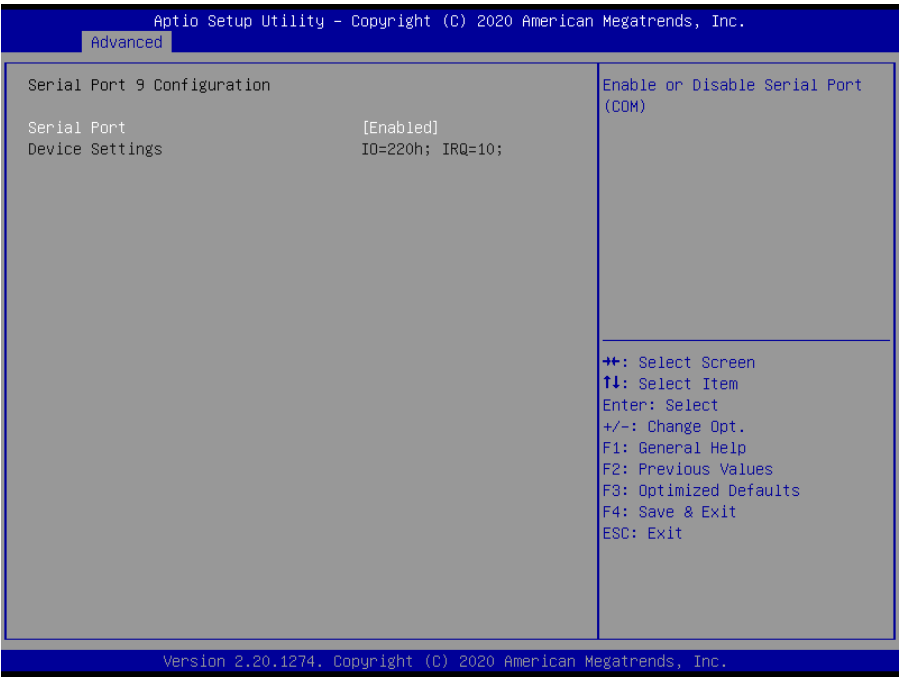 Aptio Setup Utility – Copyright (C) 2020 American Megatrends, Inc.
Advanced
Serial Port 9 Configuration
Serial Port [Enabled]
Device Settings IO=220h; IRQ=10;
Enable or Disable Serial Port
(COM)
→←: Select Screen
↑↓: Select Item
Enter: Select
+/-: Change Opt.
F1: General Help
F2: Previous Values
F3: Optimized Defaults
F4: Save & Exit
ESC: Exit
Version 2.20.1274. Copyright (C) 2020 American Megatrends, Inc.